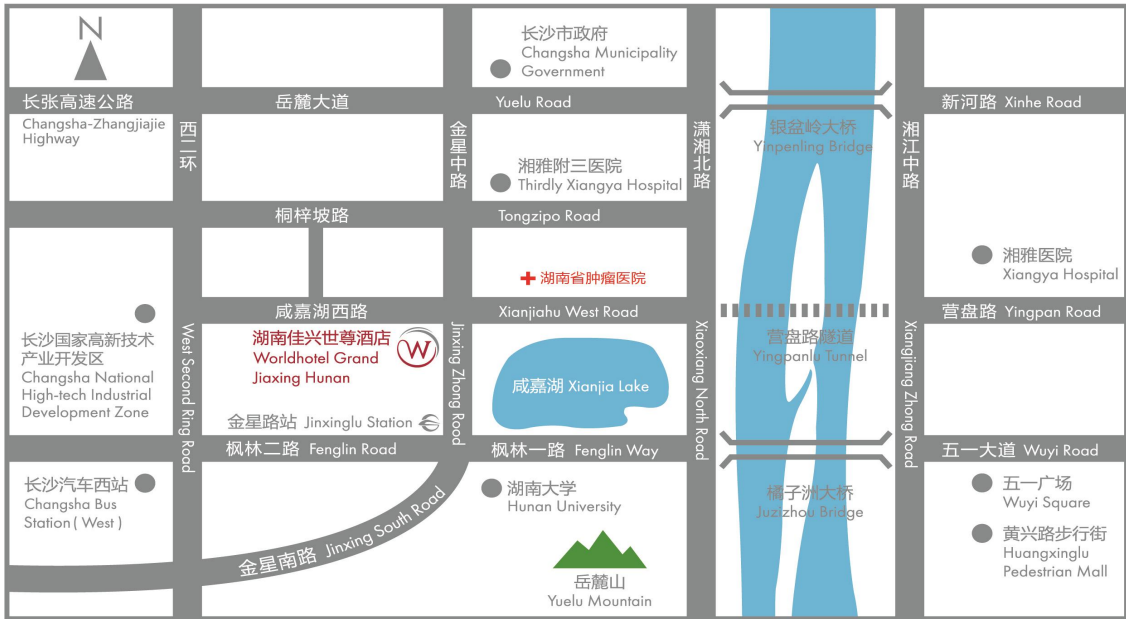 N
长沙市政府
Changsha Municipality
Government
长张高速公路
岳麓大道
Yuelu Road
新河路 Xinhe Road
Changsha-Zhangjiajie
Highway
西二环
金星中路
潇湘北路
湘江中路
银盆岭大桥
Yinpenling Bridge
湘雅附三医院
Thirdly Xiangya Hospital
桐梓坡路
Tongzipo Road
湘雅医院
Xiangya Hospital
湖南省肿瘤医院
咸嘉湖西路
Xianjiahu West Road
营盘路 Yingpan Road
长沙国家高新技术
产业开发区
Changsha National
High-tech Industrial
Development Zone
West Second Ring Road
湖南佳兴世尊酒店
Worldhotel Grand
Jiaxing Hunan
W
Jinxing Zhong Road
咸嘉湖 Xianjia Lake
Xiaoxiang North Road
营盘路隧道
Yingpanlu Tunnel
Xiangjiang Zhong Road
金星路站 Jinxinglu Station
枫林二路 Fenglin Road
枫林一路 Fenglin Way
五一大道 Wuyi Road
长沙汽车西站
Changsha Bus
Station ( West )
金星南路 Jinxing South Road
湖南大学
Hunan University
橘子洲大桥
Juzizhou Bridge
五一广场
Wuyi Square
黄兴路步行街
Huangxinglu
Pedestrian Mall
岳麓山
Yuelu Mountain